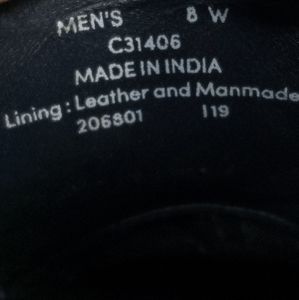 MEN'S 8 W
C31406
MADE IN INDIA
Lining: Leather and Manmade
206801 119